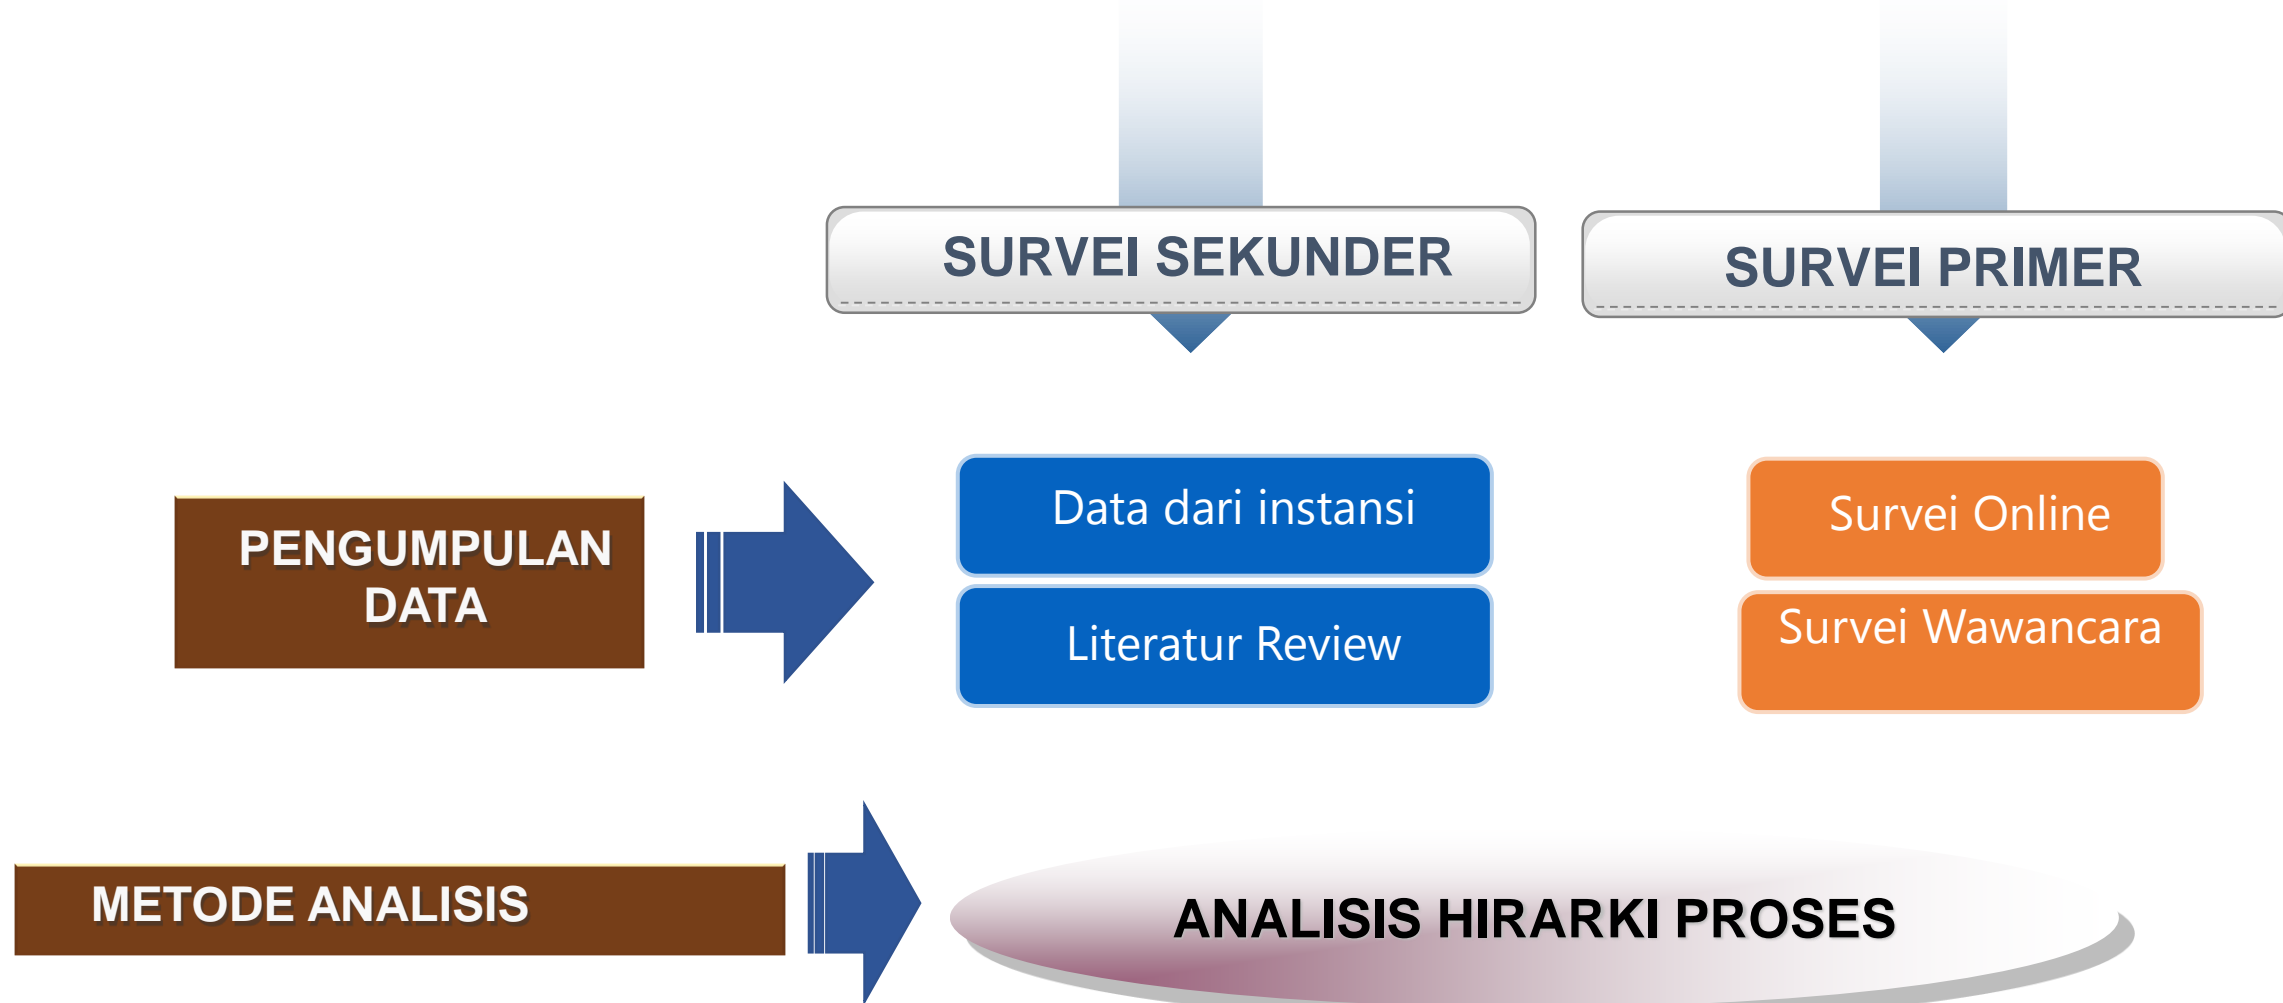 SURVEI SEKUNDER
SURVEI PRIMER
PENGUMPULAN
DATA
Data dari instansi
Literatur Review
Survei Online
Survei Wawancara
METODE ANALISIS
ANALISIS HIRARKI PROSES